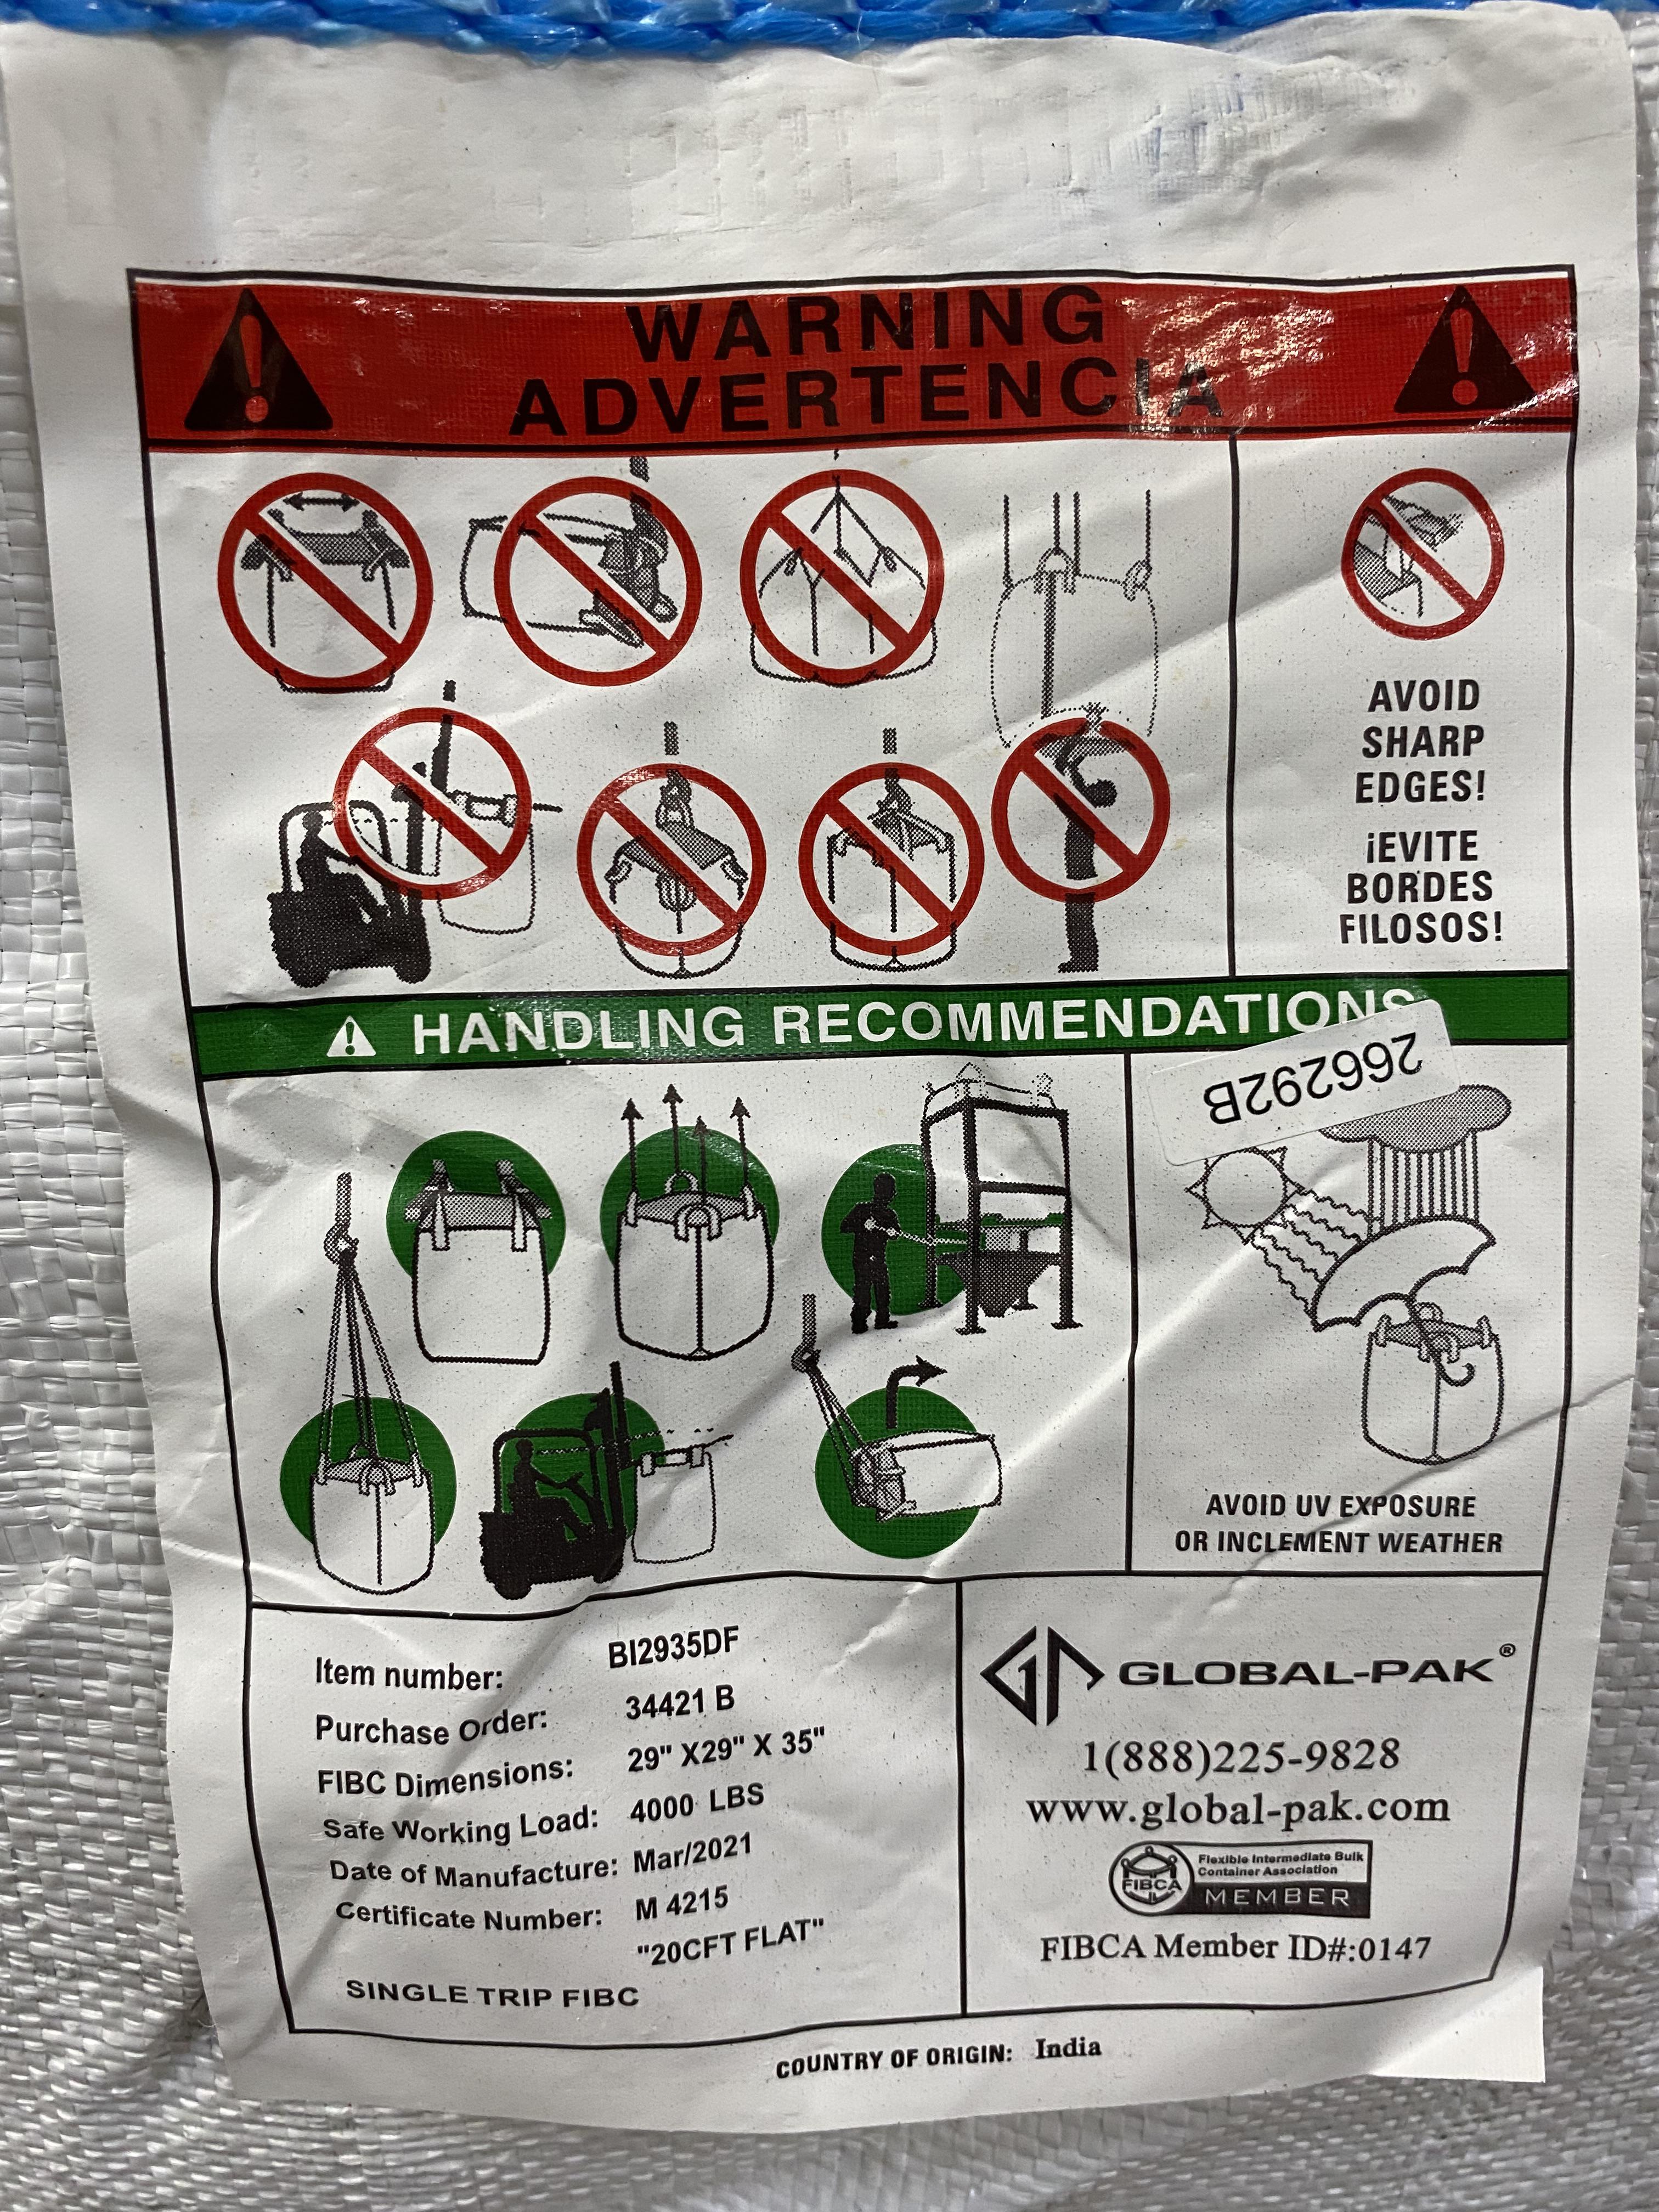 WARNING
ADVERTENCIA
AVOID
SHARP
EDGES!
¡EVITE
BORDES
FILOSOS!
HANDLING RECOMMENDATIONS
266292B
AVOID UV EXPOSURE
OR INCLEMENT WEATHER
Item number: BI2935DF
Purchase Order: 34421 B
FIBC Dimensions: 29" X29" X 35"
Safe Working Load: 4000 LBS
Date of Manufacture: Mar/2021
Certificate Number: M 4215
"20CFT FLAT"
SINGLE TRIP FIBC
GLOBAL-PAK®
1(888)225-9828
www.global-pak.com
FIBCA
Flexible Intermediate Bulk
Container Association
MEMBER
FIBCA Member ID#:0147
COUNTRY OF ORIGIN: India